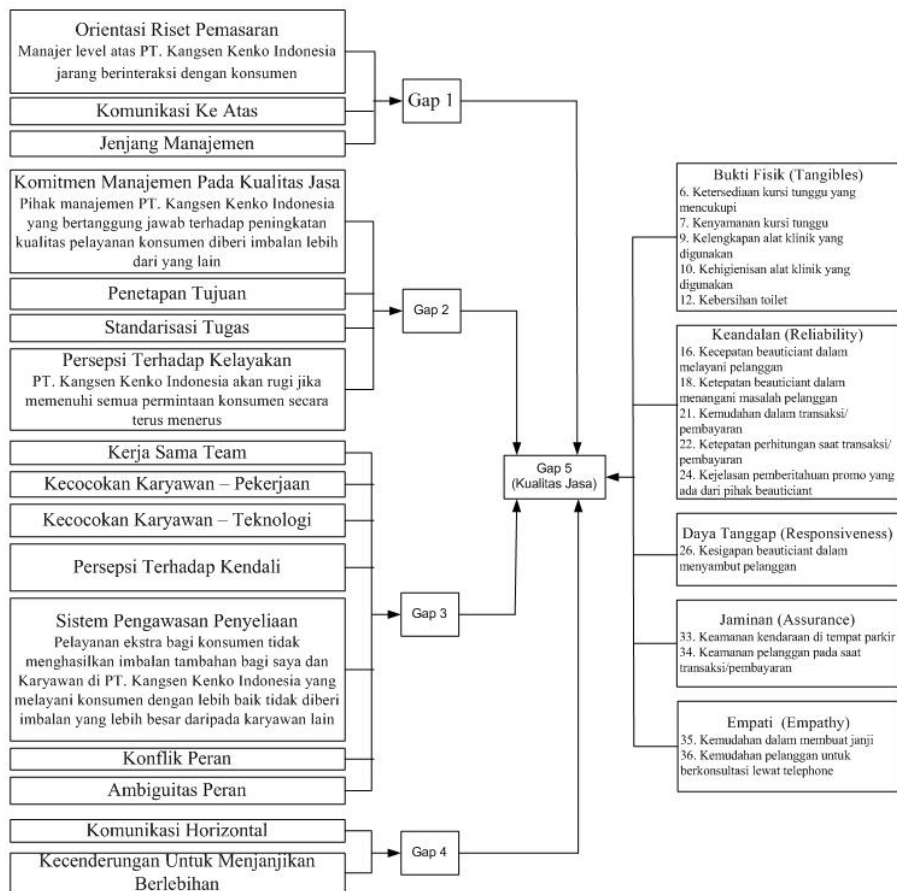 Orientasi Riset Pemasaran
Manajer level atas PT. Kangsen Kenko Indonesia
jarang berinteraksi dengan konsumen
Komunikasi Ke Atas
Jenjang Manajemen
Gap 1
Komitmen Manajemen Pada Kualitas Jasa
Pihak manajemen PT. Kangsen Kenko Indonesia
yang bertanggung jawab terhadap peningkatan
kualitas pelayanan konsumen diberi imbalan lebih
dari yang lain
Penetapan Tujuan
Standarisasi Tugas
Persepsi Terhadap Kelayakan
PT. Kangsen Kenko Indonesia akan rugi jika
memenuhi semua permintaan konsumen secara
terus menerus
Gap 2
Kerja Sama Team
Kecocokan Karyawan – Pekerjaan
Kecocokan Karyawan – Teknologi
Persepsi Terhadap Kendali
Sistem Pengawasan Penyeliaan
Pelayanan ekstra bagi konsumen tidak
menghasilkan imbalan tambahan bagi saya dan
Karyawan di PT. Kangsen Kenko Indonesia yang
melayani konsumen dengan lebih baik tidak diberi
imbalan yang lebih besar daripada karyawan lain
Konflik Peran
Ambiguitas Peran
Gap 3
Komunikasi Horizontal
Kecenderungan Untuk Menjanjikan
Berlebihan
Gap 4
Gap 5
(Kualitas Jasa)
Bukti Fisik (Tangibles)
6. Ketersediaan kursi tunggu yang
mencukupi
7. Kenyamanan kursi tunggu
9. Kelengkapan alat klinik yang
digunakan
10. Kehigienisan alat klinik yang
digunakan
12. Kebersihan toilet
Keandalan (Reliability)
16. Kecepatan beauticiant dalam
melayani pelanggan
18. Ketepatan beauticiant dalam
menangani masalah pelanggan
21. Kemudahan dalam transaksi/
pembayaran
22. Ketepatan perhitungan saat transaksi/
pembayaran
24. Kejelasan pemberitahuan promo yang
ada dari pihak beauticiant
Daya Tanggap (Responsiveness)
26. Kesigapan beauticiant dalam
menyambut pelanggan
Jaminan (Assurance)
33. Keamanan kendaraan di tempat parkir
34. Keamanan pelanggan pada saat
transaksi/pembayaran
Empati (Empathy)
35. Kemudahan dalam membuat janji
36. Kemudahan pelanggan untuk
berkonsultasi lewat telephone